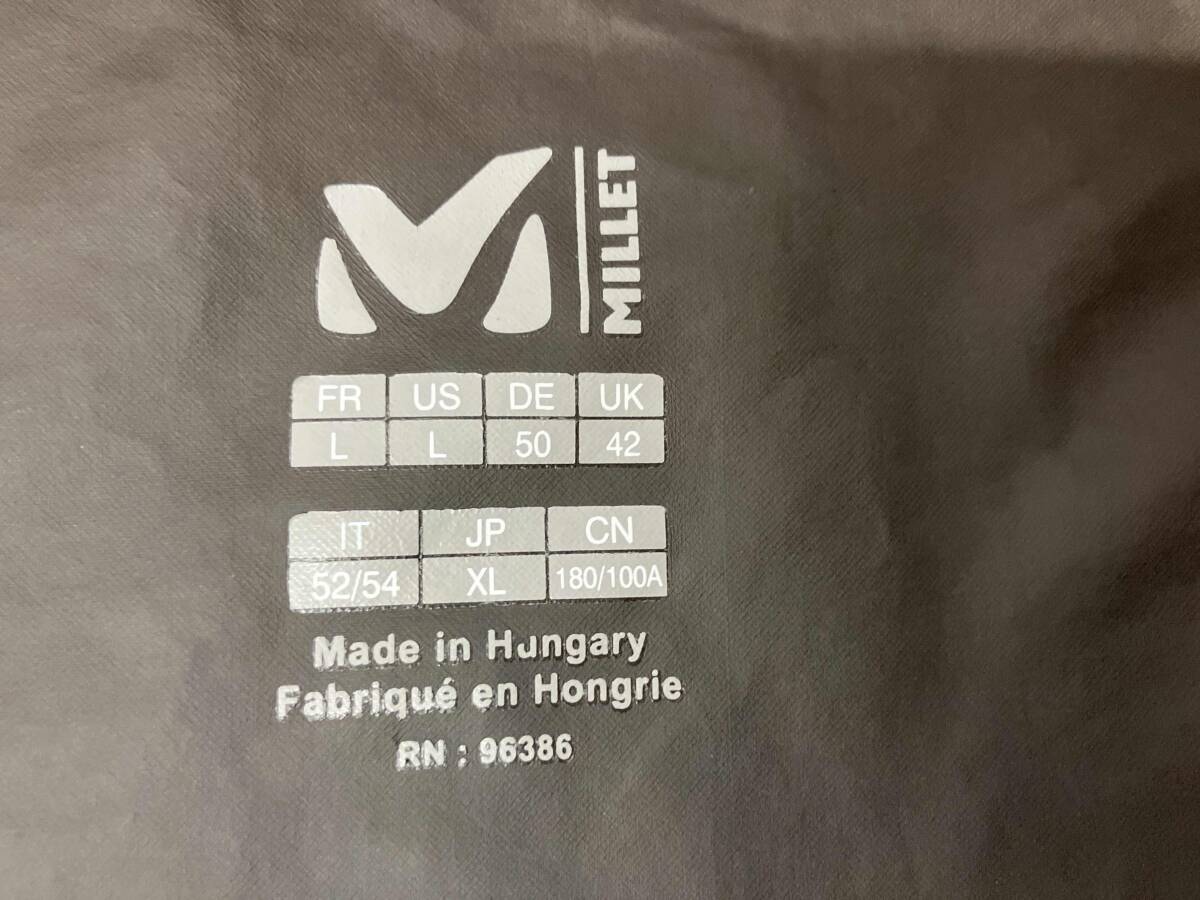 MILLET
FR US DE UK
L L 50 42
IT JP CN
52/54 XL 180/100A
Made in Hungary
Fabriqué en Hongrie
RN : 96386